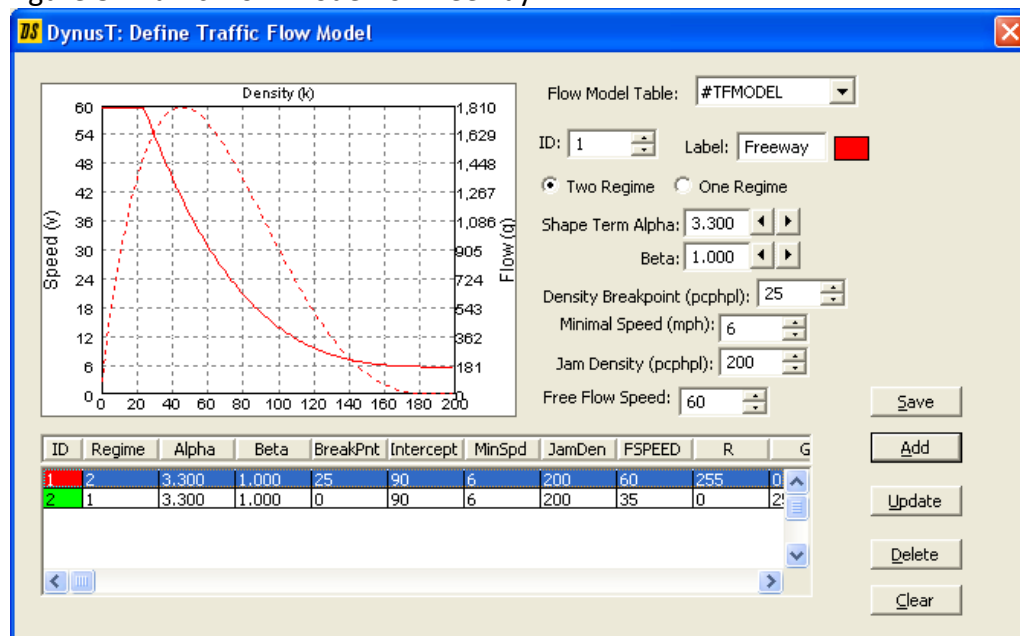 DS DynusT: Define Traffic Flow Model
Density (k)
60
54
48
42
36
30
24
18
12
6
0
Speed (v)
1,810
1,629
1,448
1,267
1,086
905
724
543
362
181
0
Flow (q)
0 20 40 60 80 100 120 140 160 180 200
Flow Model Table: #TFMODEL
ID: 1 Label: Freeway
Two Regime One Regime
Shape Term Alpha: 3.300
Beta: 1.000
Density Breakpoint (pcphpl): 25
Minimal Speed (mph): 6
Jam Density (pcphpl): 200
Free Flow Speed: 60
Save
Add
Update
Delete
Clear
ID Regime Alpha Beta BreakPnt Intercept MinSpd JamDen FSPEED R G
1 2 3.300 1.000 25 90 6 200 60 255 0
2 1 3.300 1.000 0 90 6 200 35 0